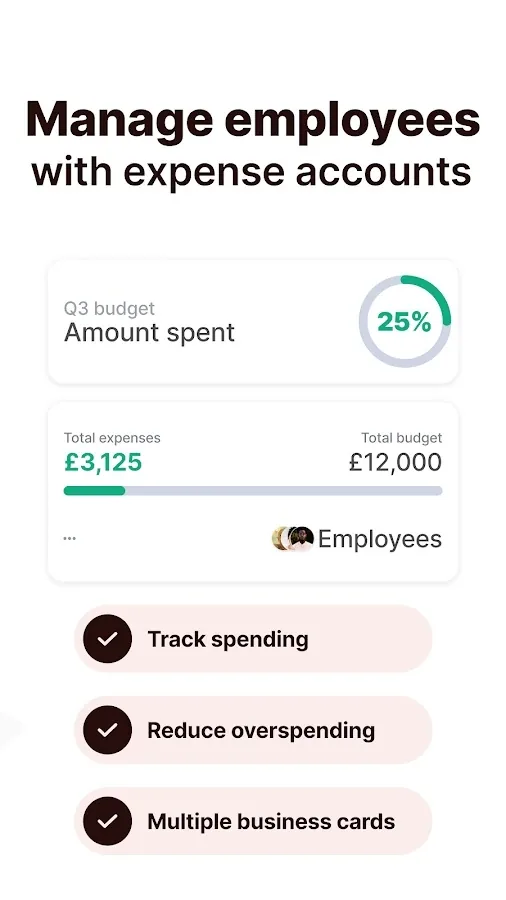 Manage employees
with expense accounts
Q3 budget
Amount spent
25%
Total expenses
Total budget
£3,125
£12,000
...
Employees
Track spending
Reduce overspending
Multiple business cards